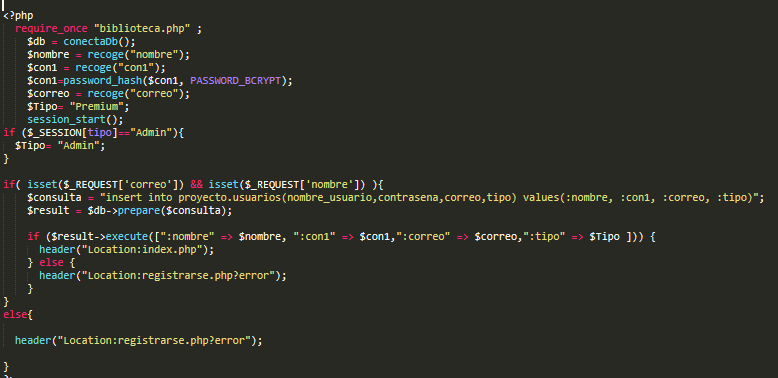 <?php
require_once "biblioteca.php" ;
$db = conectaDb();
$nombre = recoge("nombre");
$con1 = recoge("con1");
$con1=password_hash($con1, PASSWORD_BCRYPT);
$correo = recoge("correo");
$Tipo= "Premium";
session_start();
if ($_SESSION[tipo]=="Admin"){
$Tipo= "Admin";
}
if( isset($_REQUEST['correo']) && isset($_REQUEST['nombre']) ){
$consulta = "insert into proyecto.usuarios(nombre_usuario,contrasena,correo,tipo) values(:nombre, :con1, :correo, :tipo)";
$result = $db->prepare($consulta);
if ($result->execute([":nombre" => $nombre, ":con1" => $con1,":correo" => $correo,":tipo" => $Tipo ])) {
header("Location:index.php");
} else {
header("Location:registrarse.php?error");
}
}
else{
header("Location:registrarse.php?error");
}
?>